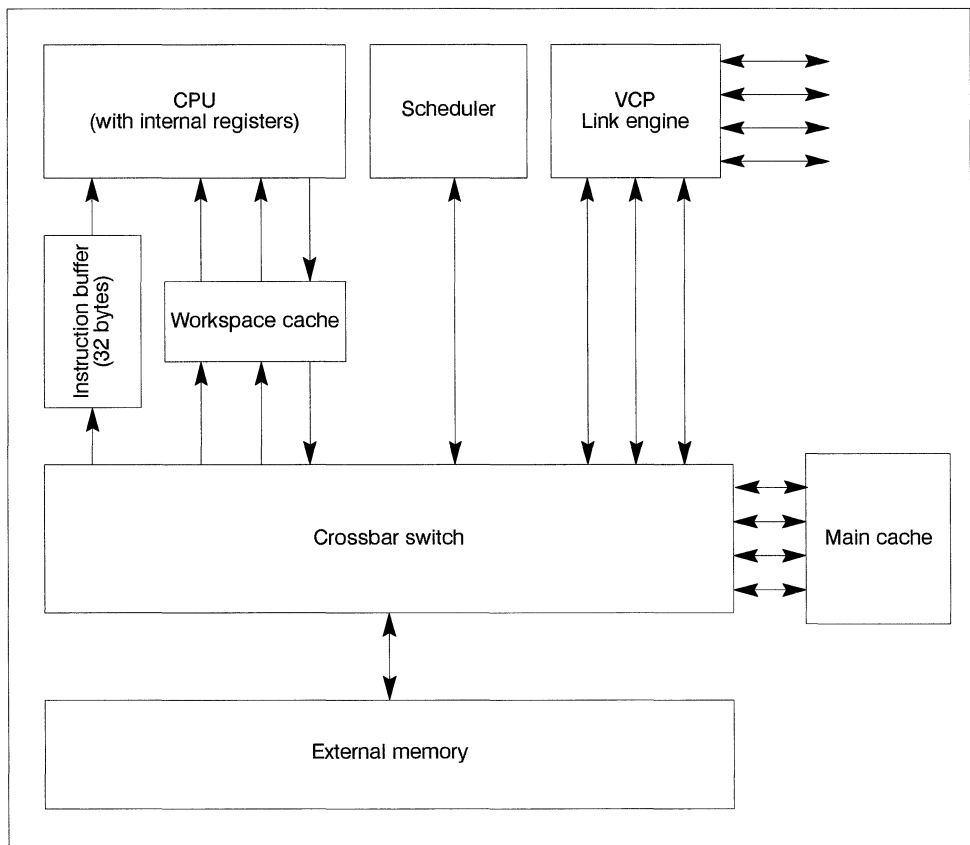 CPU
(with internal registers)
Scheduler
VCP
Link engine
Instruction buffer
(32 bytes)
Workspace cache
Crossbar switch
Main cache
External memory